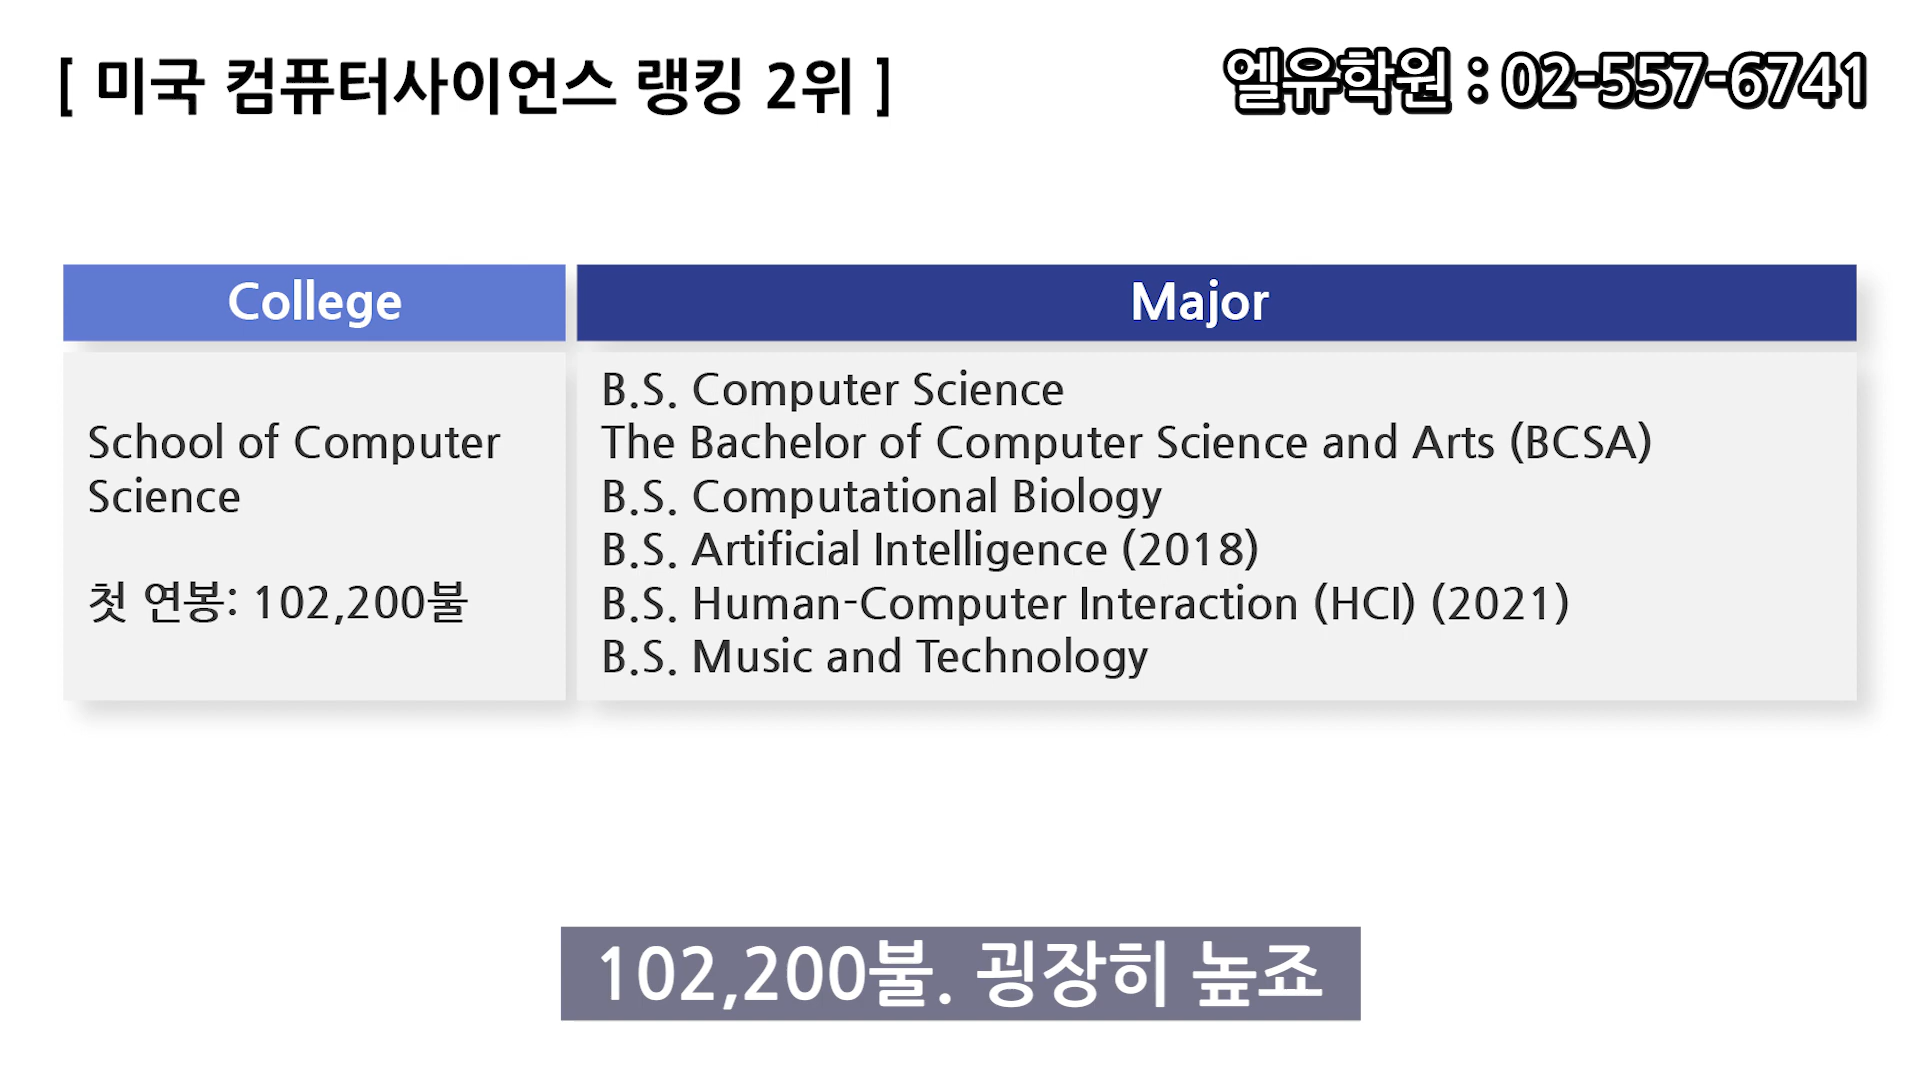 [ 미국 컴퓨터사이언스 랭킹 2위 ]
엘유학원 : 02-557-6741
College
Major
School of Computer
Science
첫 연봉: 102,200불
B.S. Computer Science
The Bachelor of Computer Science and Arts (BCSA)
B.S. Computational Biology
B.S. Artificial Intelligence (2018)
B.S. Human-Computer Interaction (HCI) (2021)
B.S. Music and Technology
102,200불. 굉장히 높죠